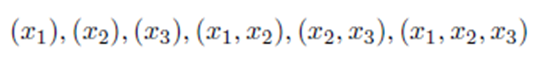 (x₁), (x₂), (x₃), (x₁, x₂), (x₂, x₃), (x₁, x₂, x₃)